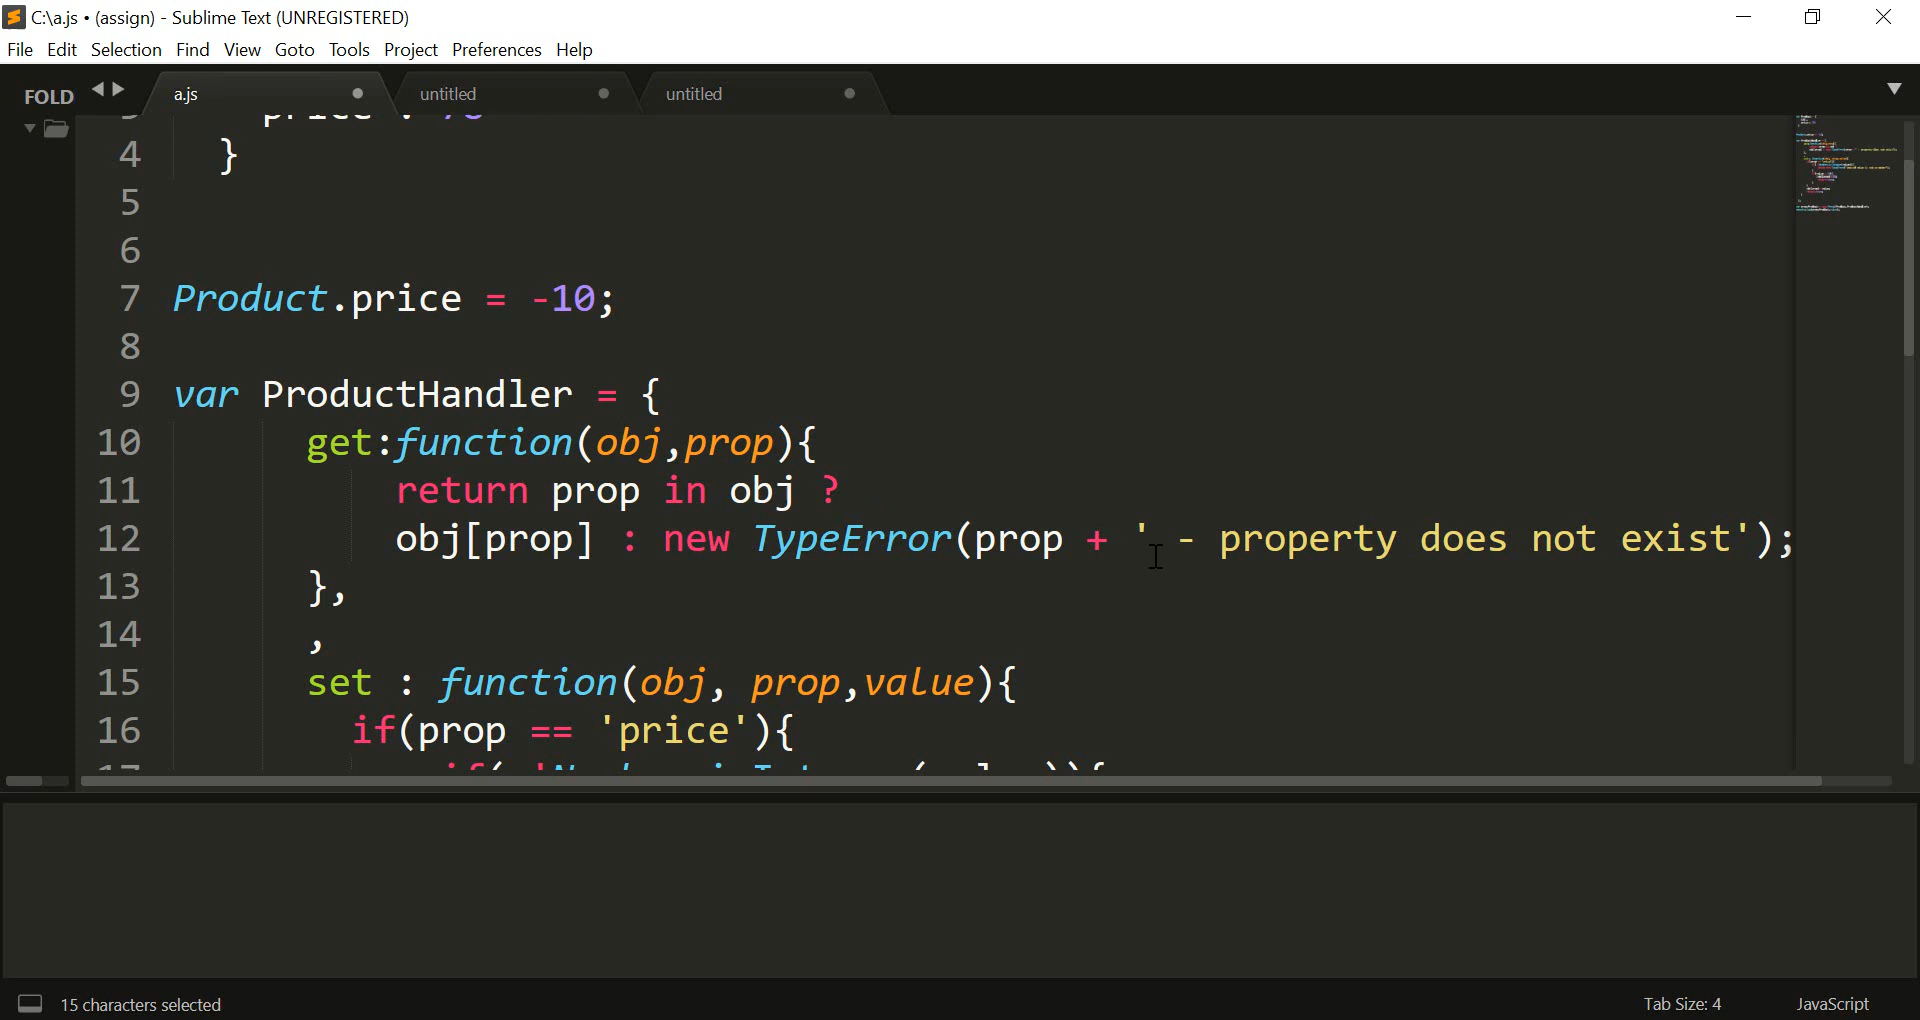 C:\a.js • (assign) - Sublime Text (UNREGISTERED)
File Edit Selection Find View Goto Tools Project Preferences Help
FOLD
a.js
untitled
untitled
4 }
5
6
7 Product.price = -10;
8
9 var ProductHandler = {
10 get:function(obj,prop){
11 return prop in obj ?
12 obj[prop] : new TypeError(prop + ' - property does not exist');
13 },
14 ,
15 set : function(obj, prop,value){
16 if(prop == 'price'){
15 characters selected
Tab Size: 4
JavaScript